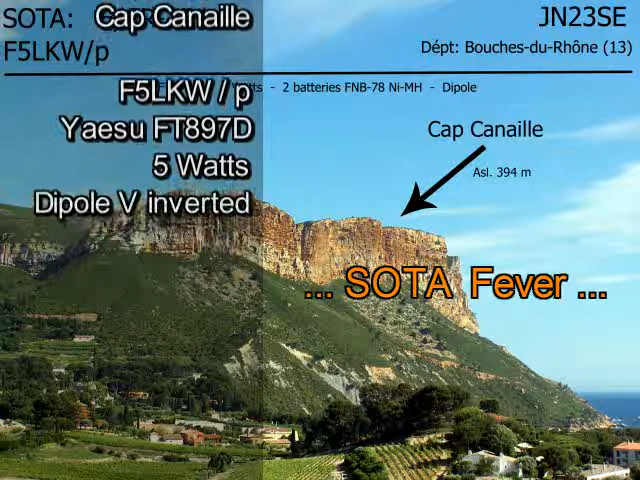 SOTA:
Cap Canaille
JN23SE
F5LKW/p
Dépt: Bouches-du-Rhône (13)
F5LKW / p
- 2 batteries FNB-78 Ni-MH - Dipole
Yaesu FT897D
Cap Canaille
5 Watts
Asl. 394 m
Dipole V inverted
... SOTA Fever ...